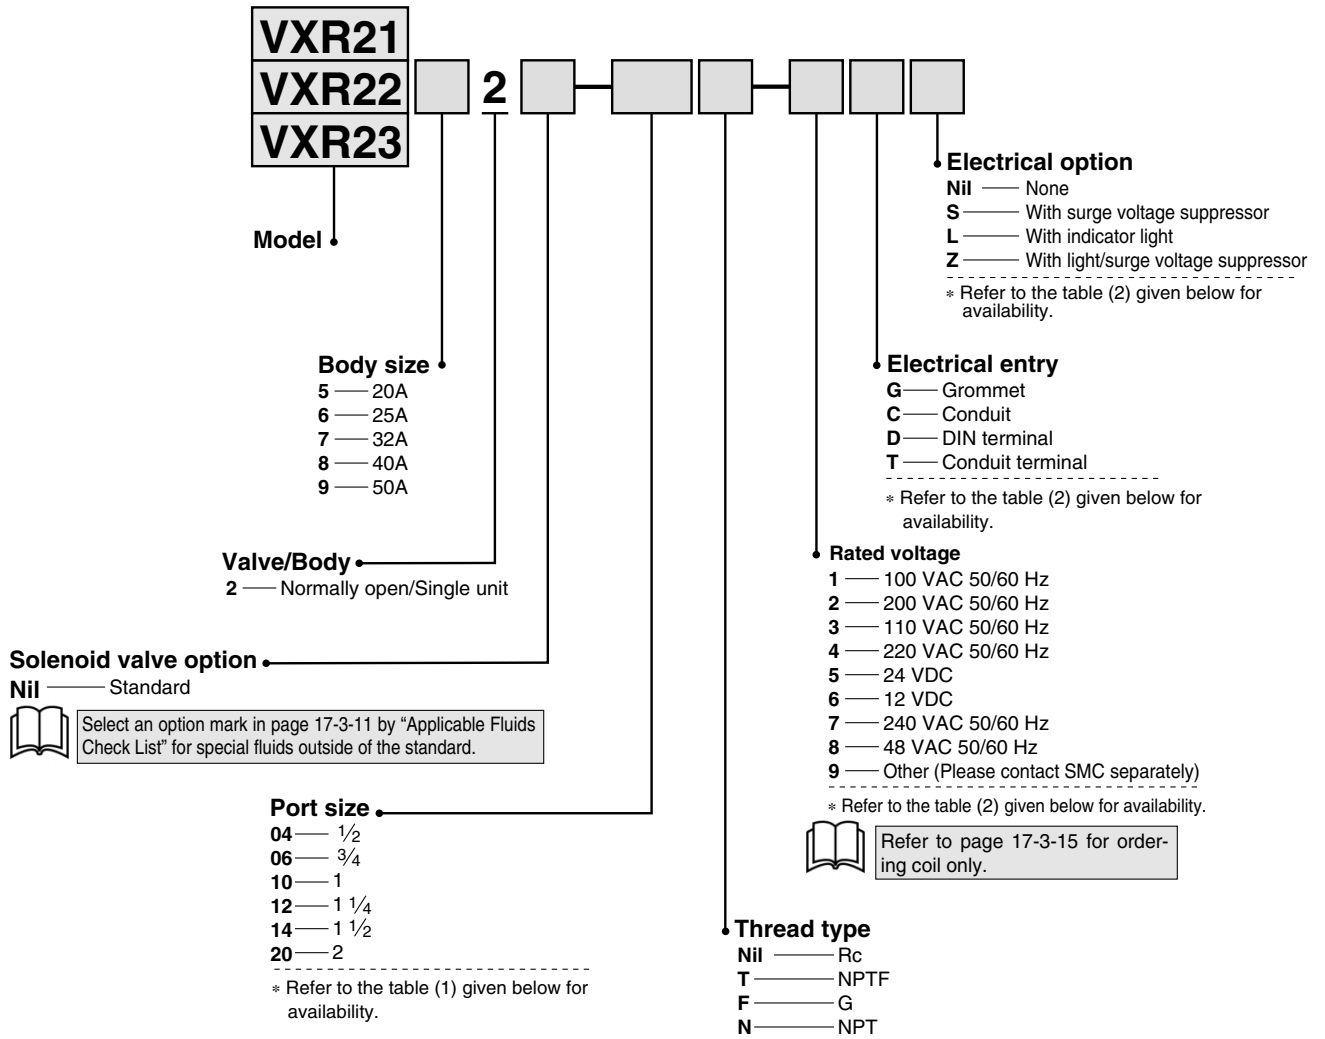 VXR21
VXR22
2
VXR23
Model
Electrical option
Nil None
S With surge voltage suppressor
L With indicator light
Z With light/surge voltage suppressor
* Refer to the table (2) given below for
availability.
Body size
5 20A
6 25A
7 32A
8 40A
9 50A
Electrical entry
G Grommet
C Conduit
D DIN terminal
T Conduit terminal
* Refer to the table (2) given below for
availability.
Valve/Body
2 Normally open/Single unit
Rated voltage
1 100 VAC 50/60 Hz
2 200 VAC 50/60 Hz
3 110 VAC 50/60 Hz
4 220 VAC 50/60 Hz
5 24 VDC
6 12 VDC
7 240 VAC 50/60 Hz
8 48 VAC 50/60 Hz
9 Other (Please contact SMC separately)
* Refer to the table (2) given below for availability.
Refer to page 17-3-15 for order-
ing coil only.
Solenoid valve option
Nil Standard
Select an option mark in page 17-3-11 by “Applicable Fluids
Check List” for special fluids outside of the standard.
Port size
04 1/2
06 3/4
10 1
12 1 1/4
14 1 1/2
20 2
* Refer to the table (1) given below for
availability.
Thread type
Nil Rc
T NPTF
F G
N NPT